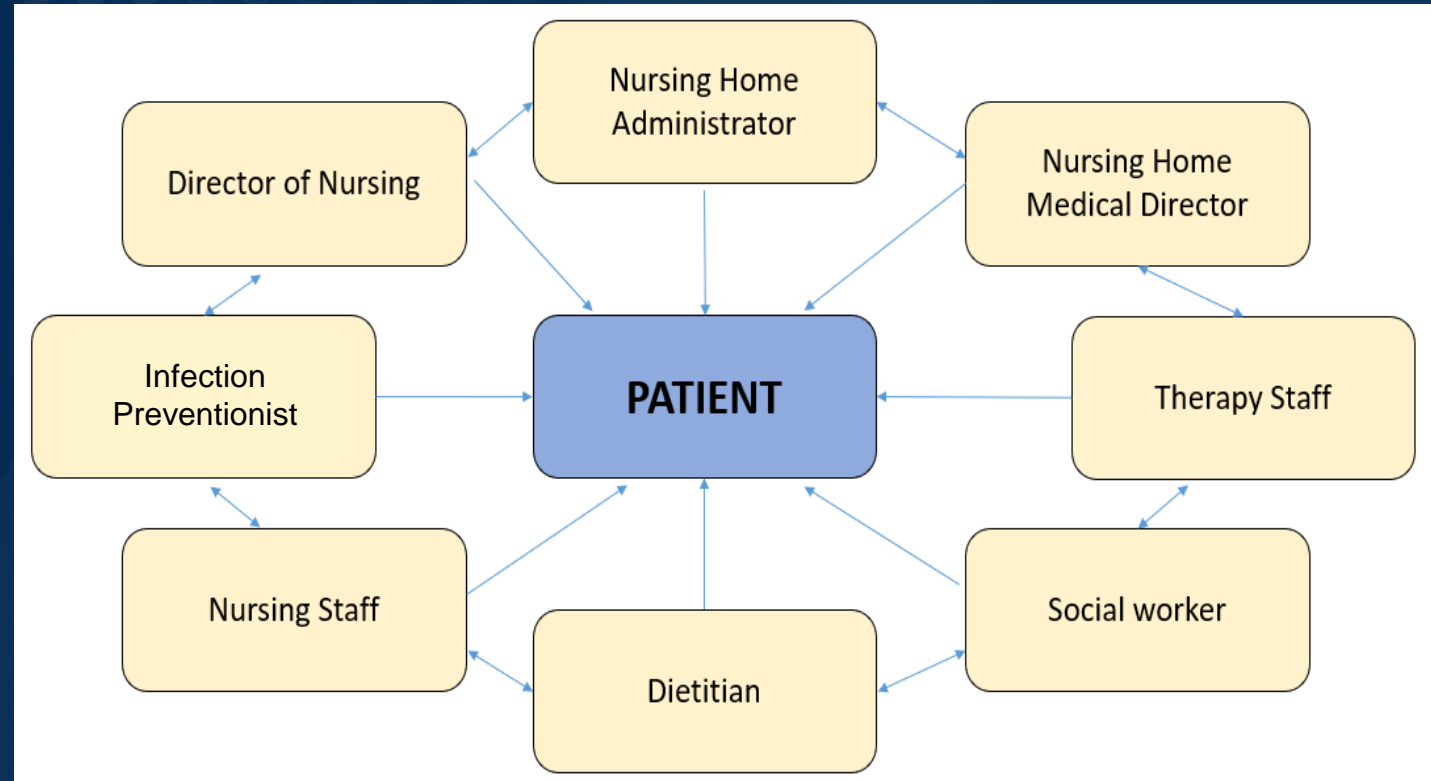 Nursing Home
Administrator
Director of Nursing
Nursing Home
Medical Director
Infection
Preventionist
PATIENT
Therapy Staff
Nursing Staff
Dietitian
Social worker